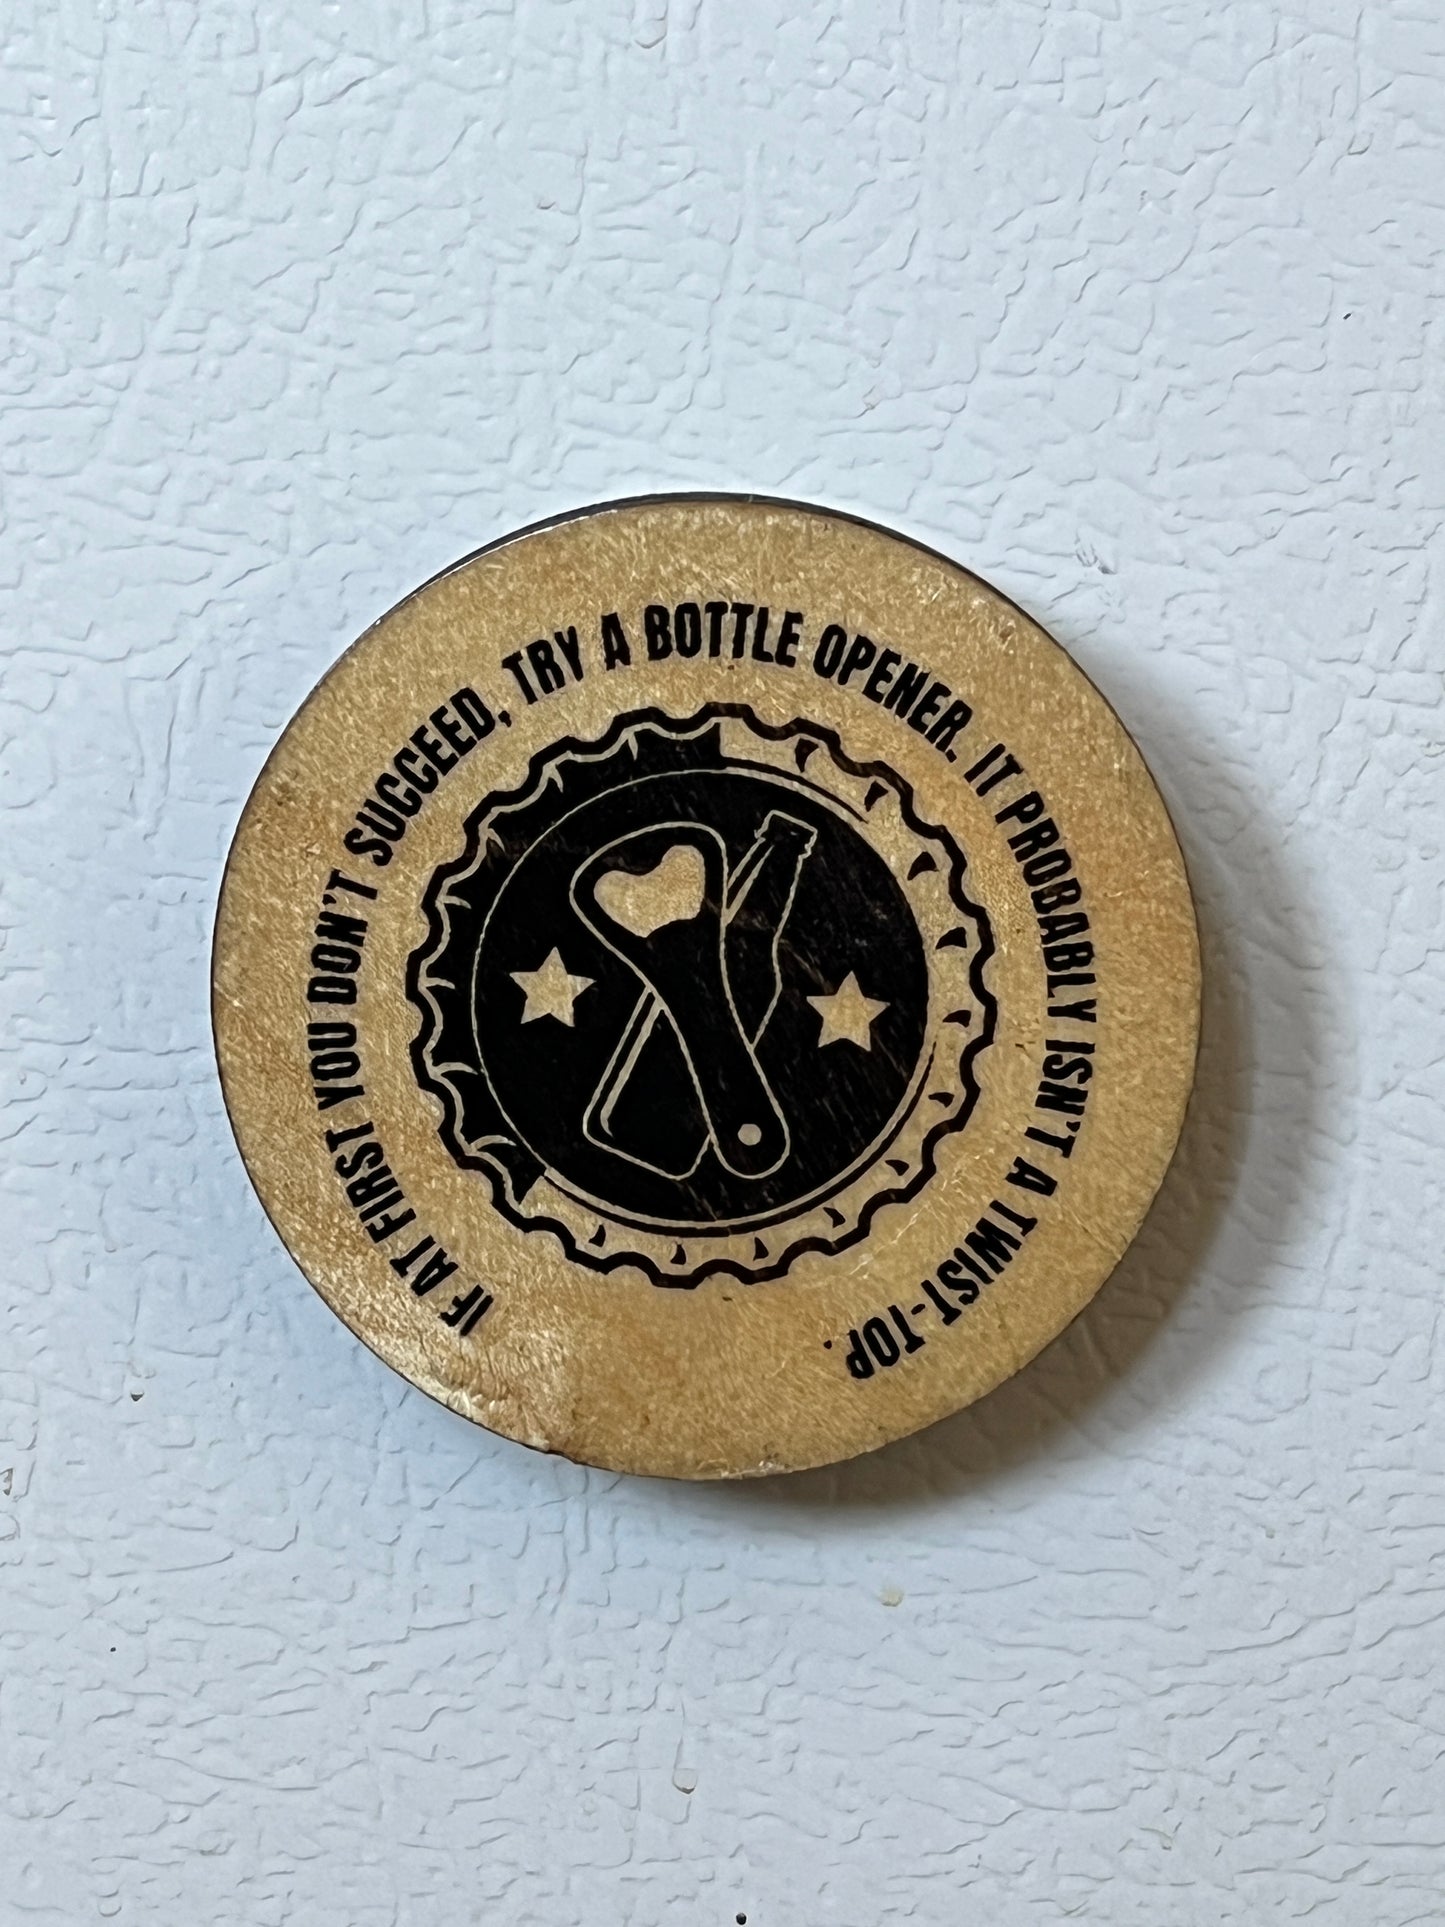 IF AT FIRST YOU DON'T SUCCEED, TRY A BOTTLE OPENER. IT PROBABLY ISN'T A TWIST-TOP.